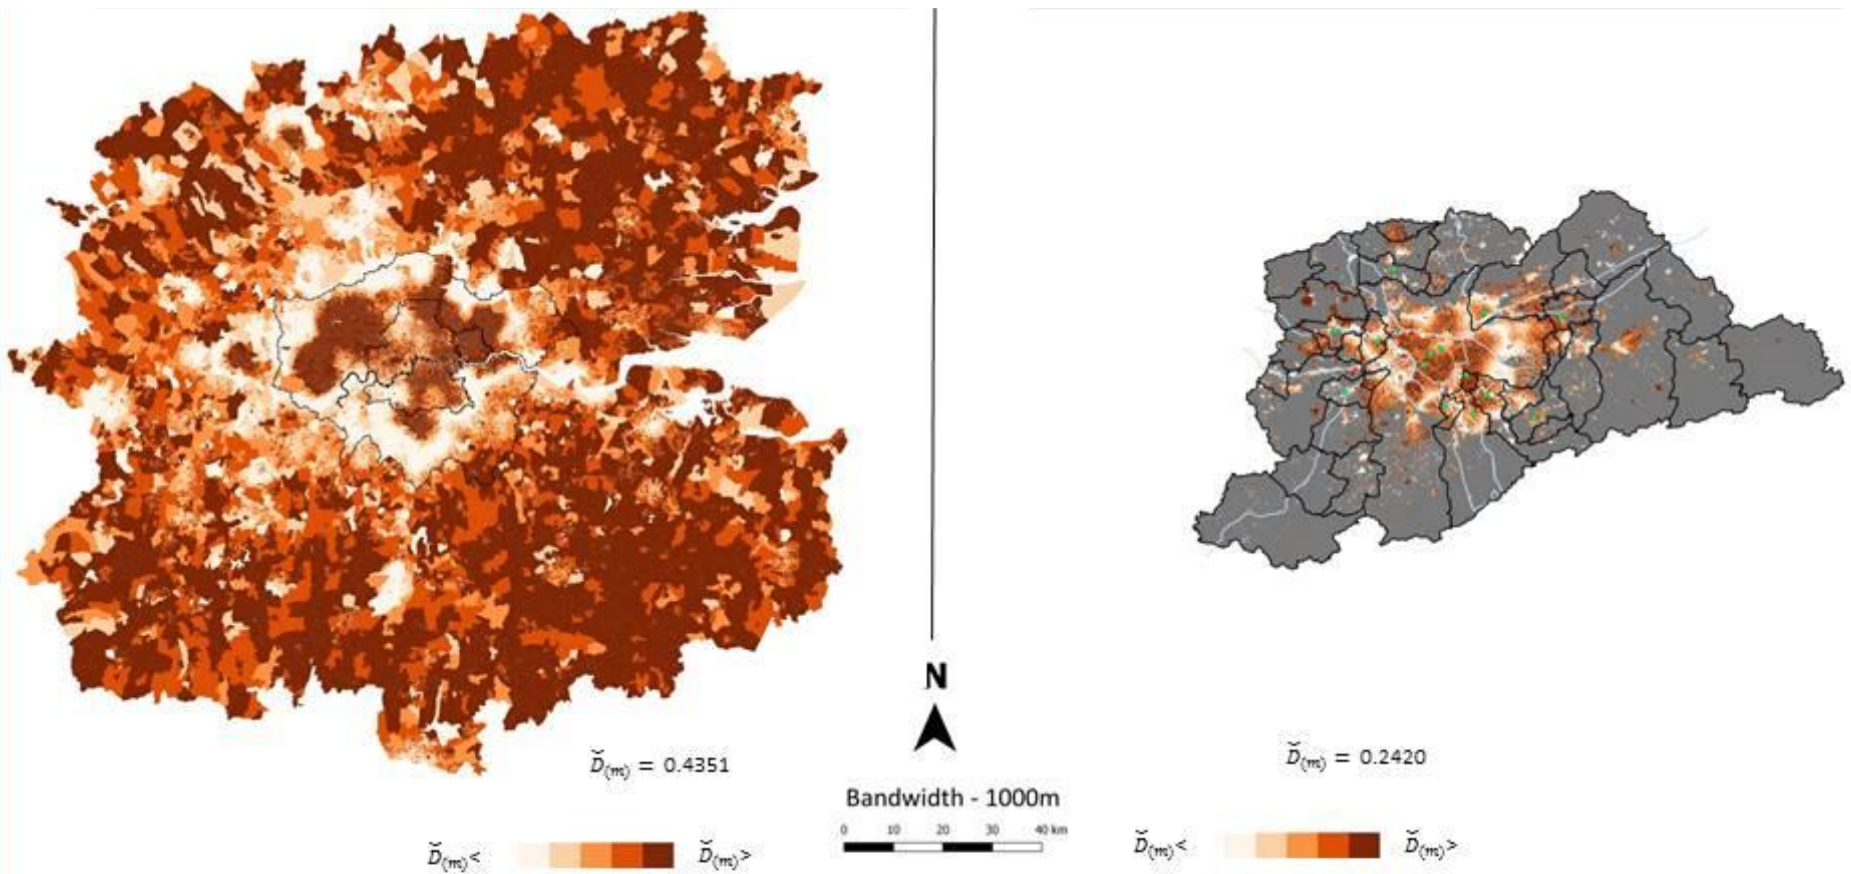 N
D̆(m) = 0.4351
D̆(m) = 0.2420
Bandwidth - 1000m
0 10 20 30 40 km
D̆(m)< D̆(m)>
D̆(m)< D̆(m)>